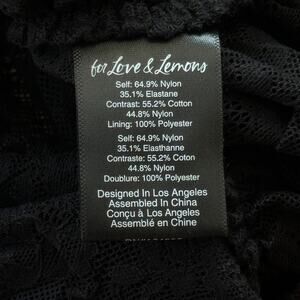 for Love & Lemons
Self: 64.9% Nylon
35.1% Elastane
Contrast: 55.2% Cotton
44.8% Nylon
Lining: 100% Polyester
Self: 64.9% Nylon
35.1% Elasthanne
Contraste: 55.2% Coton
44.8% Nylon
Doublure: 100% Polyester
Designed In Los Angeles
Assembled In China
Conçu à Los Angeles
Assemblé en Chine